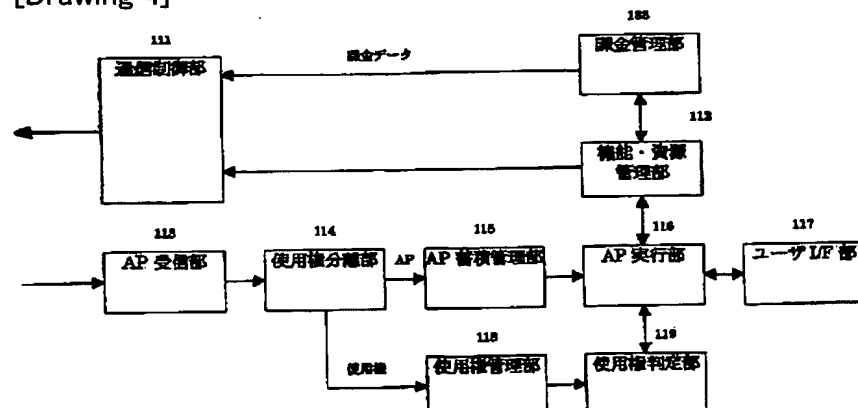 [Drawing 4]
111
通信制御部
課金データ
183
課金管理部
112
機能・資源
管理部
113
AP 受信部
114
使用権分離部
AP
115
AP 蓄積管理部
116
AP 実行部
117
ユーザ I/F 部
使用権
118
使用権管理部
119
使用権判定部